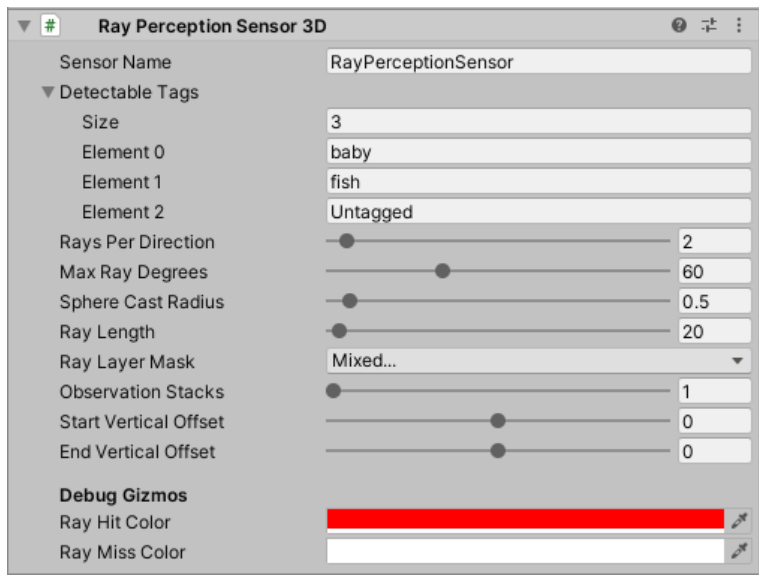 # Ray Perception Sensor 3D
Sensor Name RayPerceptionSensor
Detectable Tags
Size 3
Element 0 baby
Element 1 fish
Element 2 Untagged
Rays Per Direction 2
Max Ray Degrees 60
Sphere Cast Radius 0.5
Ray Length 20
Ray Layer Mask Mixed...
Observation Stacks 1
Start Vertical Offset 0
End Vertical Offset 0
Debug Gizmos
Ray Hit Color
Ray Miss Color